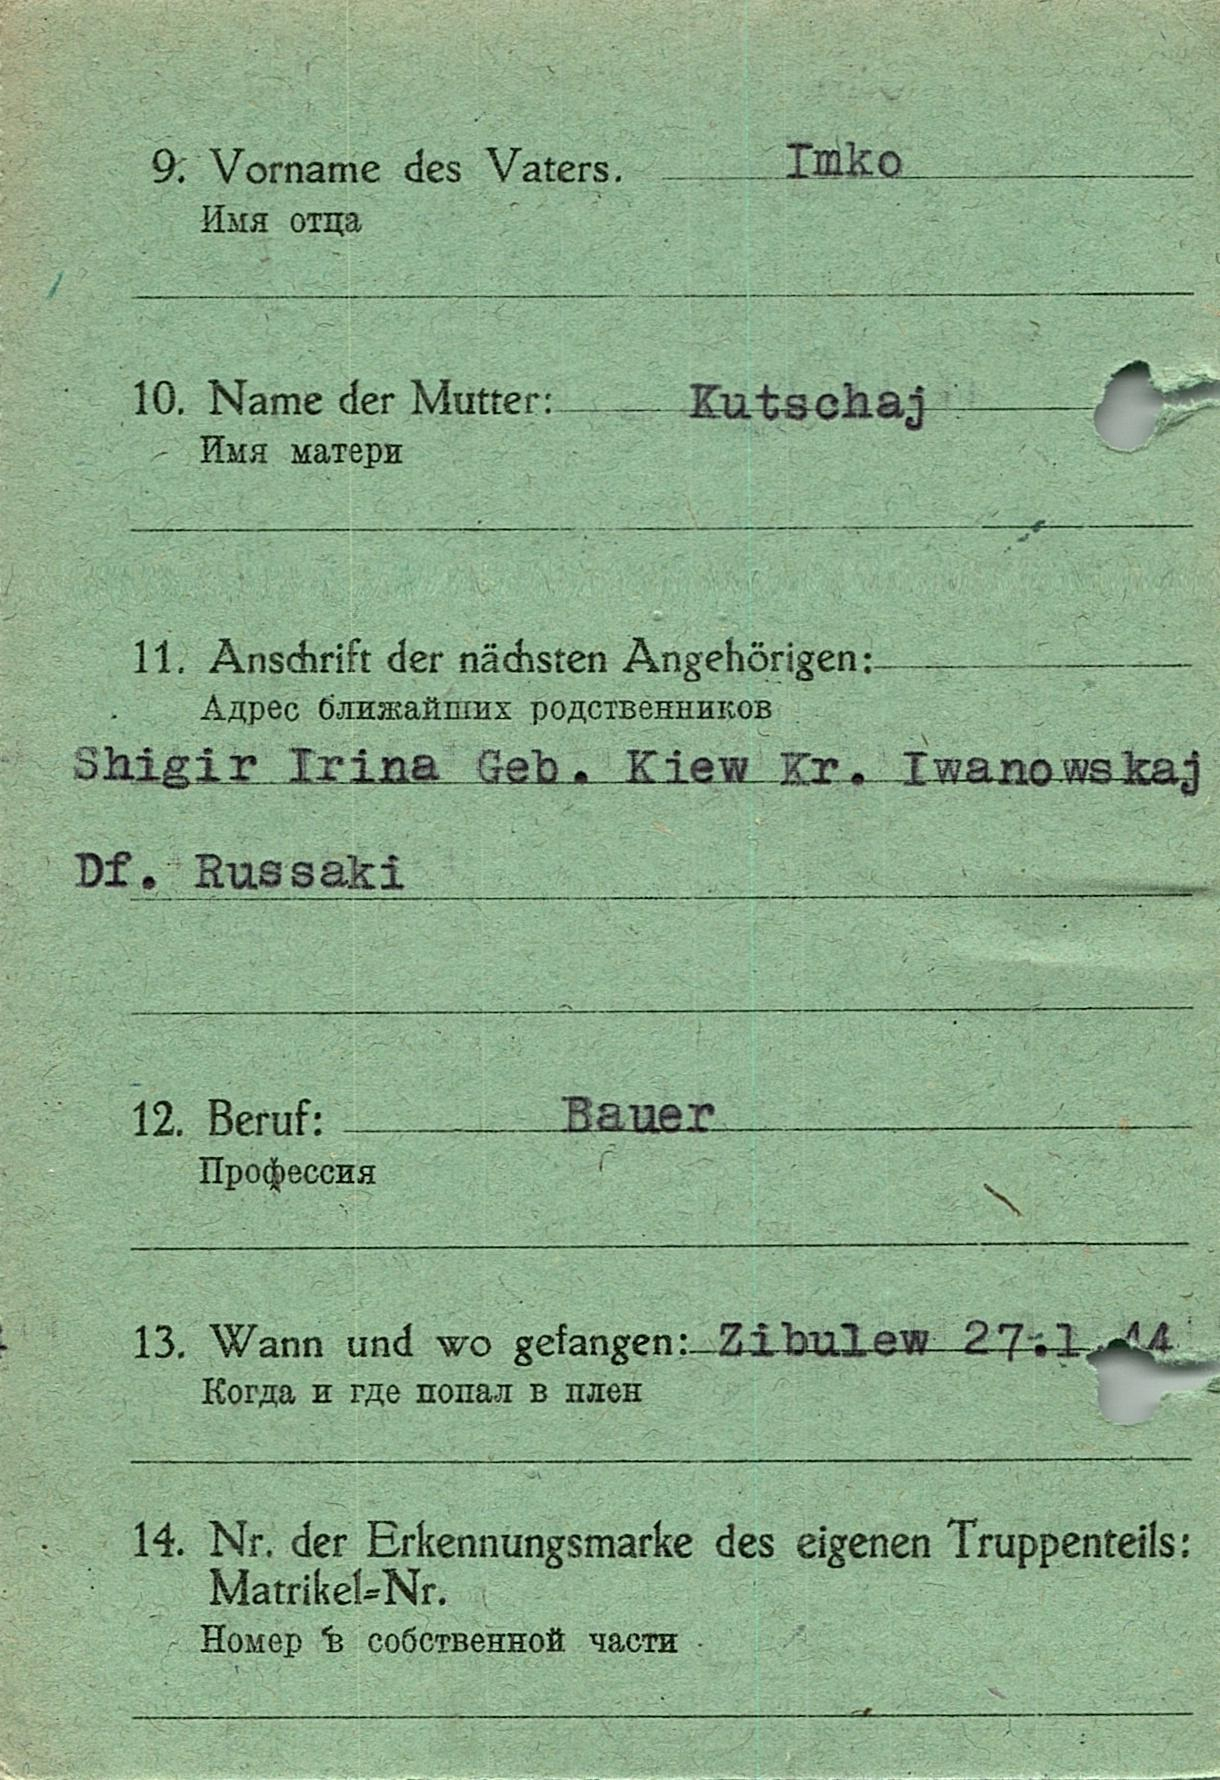 9. Vorname des Vaters. Imko
Имя отца
10. Name der Mutter: Kutschaj
Имя матери
11. Anschrift der nächsten Angehörigen:
Адрес ближайших родственников
Shigir Irina Geb. Kiew Kr. Iwanowskaj
Df. Russaki
12. Beruf: Bauer
Профессия
13. Wann und wo gefangen: Zibulew 27.1.44
Когда и где попал в плен
14. Nr. der Erkennungsmarke des eigenen Truppenteils:
Matrikel-Nr.
Номер в собственной части